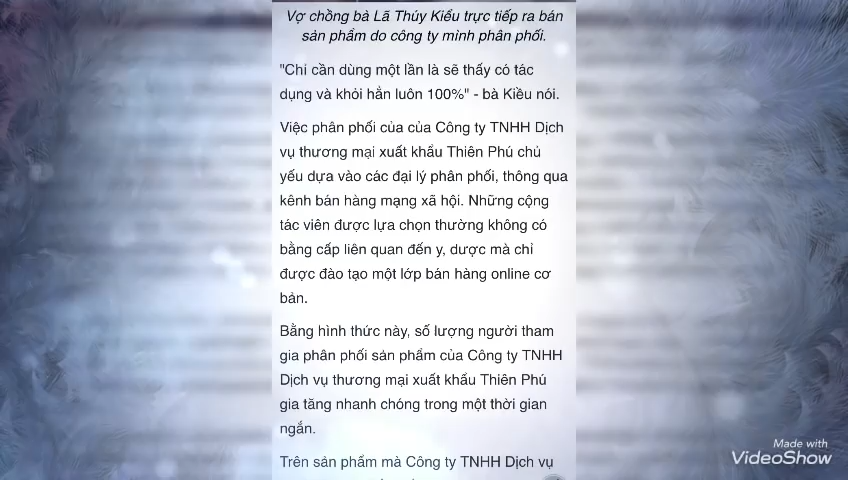 Vợ chồng bà Lã Thúy Kiểu trực tiếp ra bán
sản phẩm do công ty mình phân phối.
"Chỉ cần dùng một lần là sẽ thấy có tác
dụng và khỏi hẳn luôn 100%" - bà Kiều nói.
Việc phân phối của của Công ty TNHH Dịch
vụ thương mại xuất khẩu Thiên Phú chủ
yếu dựa vào các đại lý phân phối, thông qua
kênh bán hàng mạng xã hội. Những cộng
tác viên được lựa chọn thường không có
bằng cấp liên quan đến y, dược mà chỉ
được đào tạo một lớp bán hàng online cơ
bản.
Bằng hình thức này, số lượng người tham
gia phân phối sản phẩm của Công ty TNHH
Dịch vụ thương mại xuất khẩu Thiên Phú
gia tăng nhanh chóng trong một thời gian
ngắn.
Trên sản phẩm mà Công ty TNHH Dịch vụ
Made with
VideoShow